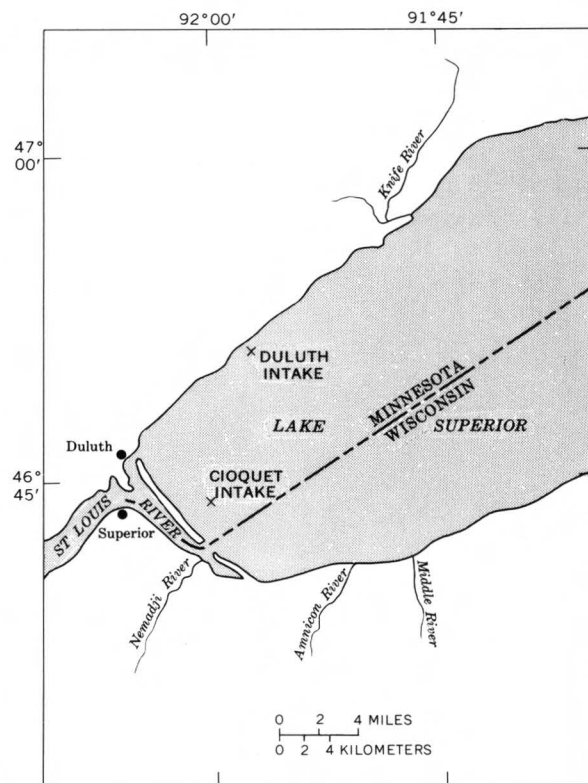 92°00′
91°45′
47°
00′
Knife River
DULUTH
INTAKE
MINNESOTA
WISCONSIN
LAKE
SUPERIOR
Duluth
46°
45′
CIOQUET
INTAKE
ST LOUIS
RIVER
Superior
Nemadji River
Amnicon River
Middle River
0 2 4 MILES
0 2 4 KILOMETERS